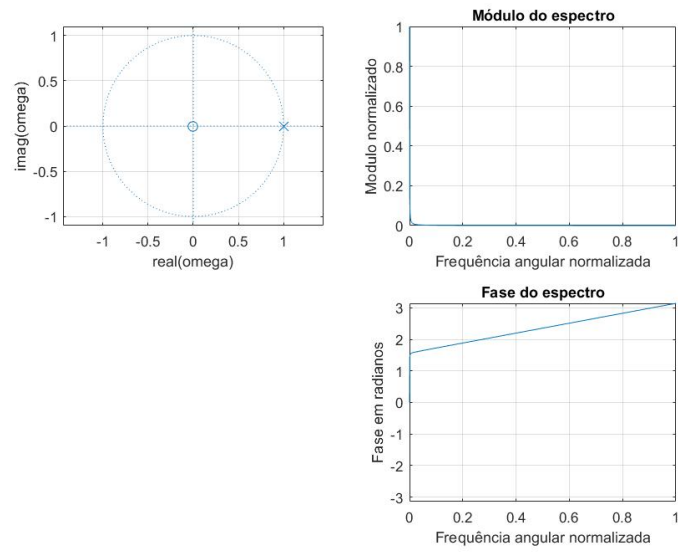 1
0.5
0
-0.5
-1
imag(omega)
-1 -0.5 0 0.5 1
real(omega)
Módulo do espectro
1
0.8
0.6
0.4
0.2
0
Modulo normalizado
0 0.2 0.4 0.6 0.8 1
Frequência angular normalizada
Fase do espectro
3
2
1
0
-1
-2
-3
Fase em radianos
0 0.2 0.4 0.6 0.8 1
Frequência angular normalizada